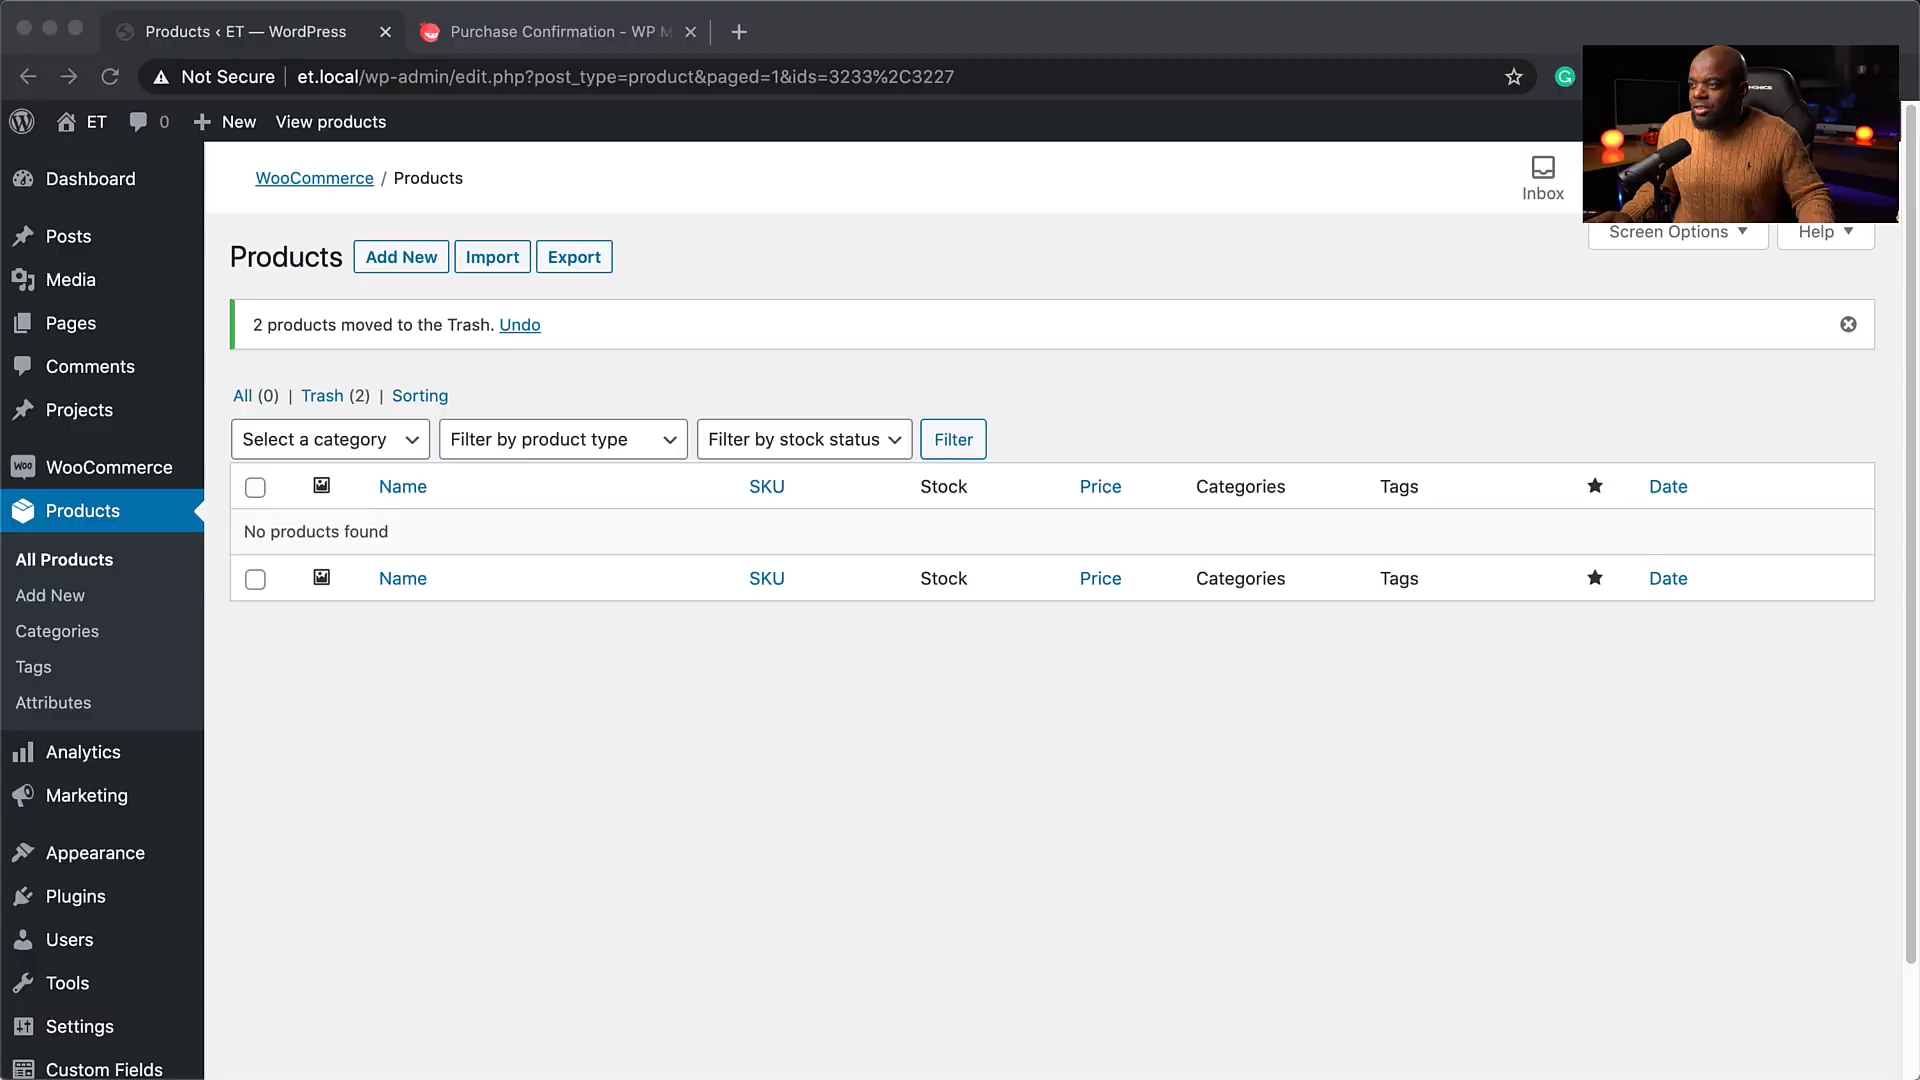 Products ‹ ET — WordPress
Purchase Confirmation - WP M
Not Secure
et.local/wp-admin/edit.php?post_type=product&paged=1&ids=3233%2C3227
G
ET
0
New
View products
Dashboard
Posts
Media
Pages
Comments
Projects
Woo
WooCommerce
Products
All Products
Add New
Categories
Tags
Attributes
Analytics
Marketing
Appearance
Plugins
Users
Tools
Settings
Custom Fields
WooCommerce / Products
Inbox
Screen Options ▼
Help ▼
Products
Add New
Import
Export
2 products moved to the Trash. Undo
All (0) | Trash (2) | Sorting
Select a category
Filter by product type
Filter by stock status
Filter
Name SKU Stock Price Categories Tags Date
No products found
Name SKU Stock Price Categories Tags Date